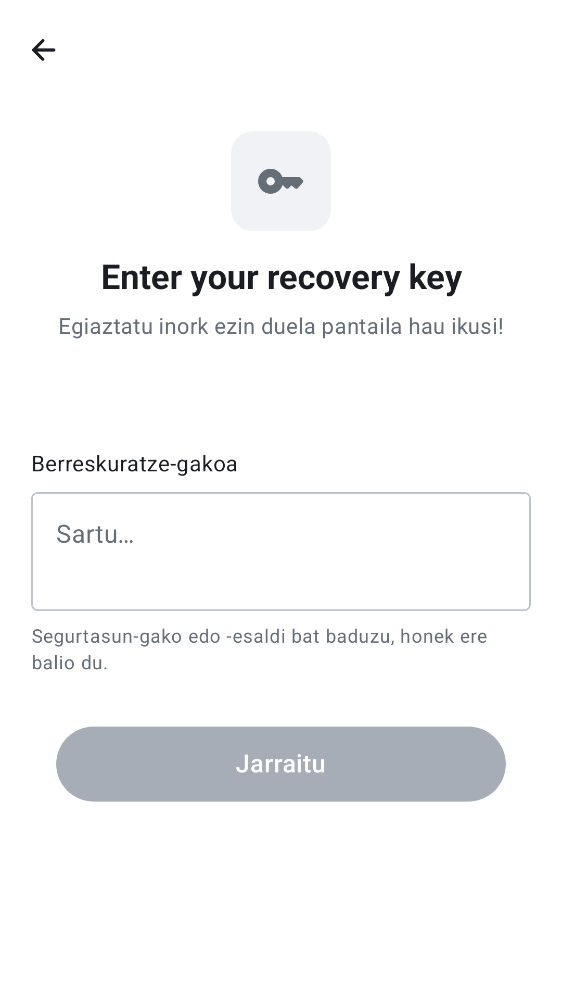 Enter your recovery key
Egiaztatu inork ezin duela pantaila hau ikusi!
Berreskuratze-gakoa
Sartu…
Segurtasun-gako edo -esaldi bat baduzu, honek ere
balio du.
Jarraitu